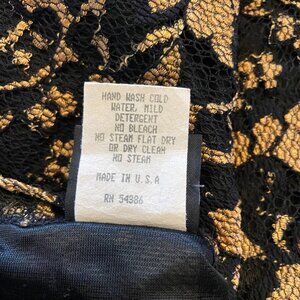 HAND WASH COLD
WATER, MILD
DETERGENT
NO BLEACH
NO STEAM FLAT DRY
OR DRY CLEAN
NO STEAM
MADE IN U.S.A
RN 54986